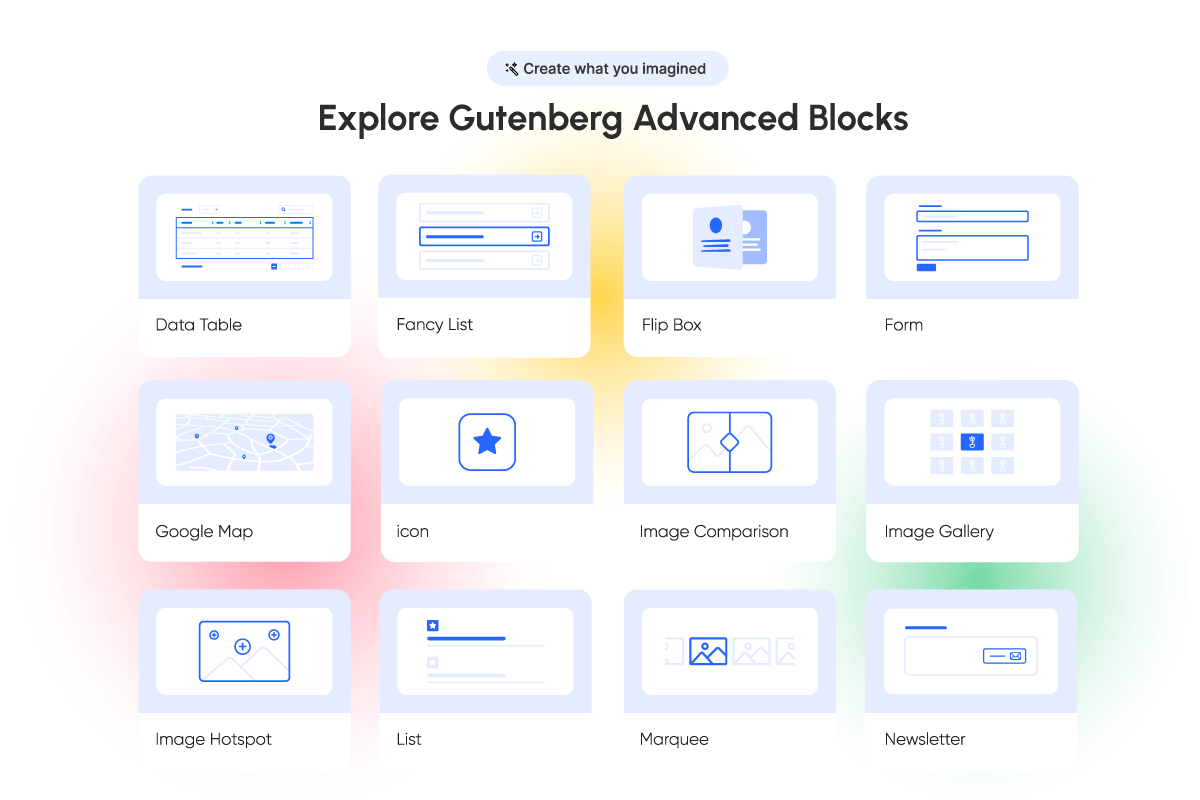 Create what you imagined
Explore Gutenberg Advanced Blocks
Data Table
Fancy List
Flip Box
Form
Google Map
icon
Image Comparison
Image Gallery
Image Hotspot
List
Marquee
Newsletter